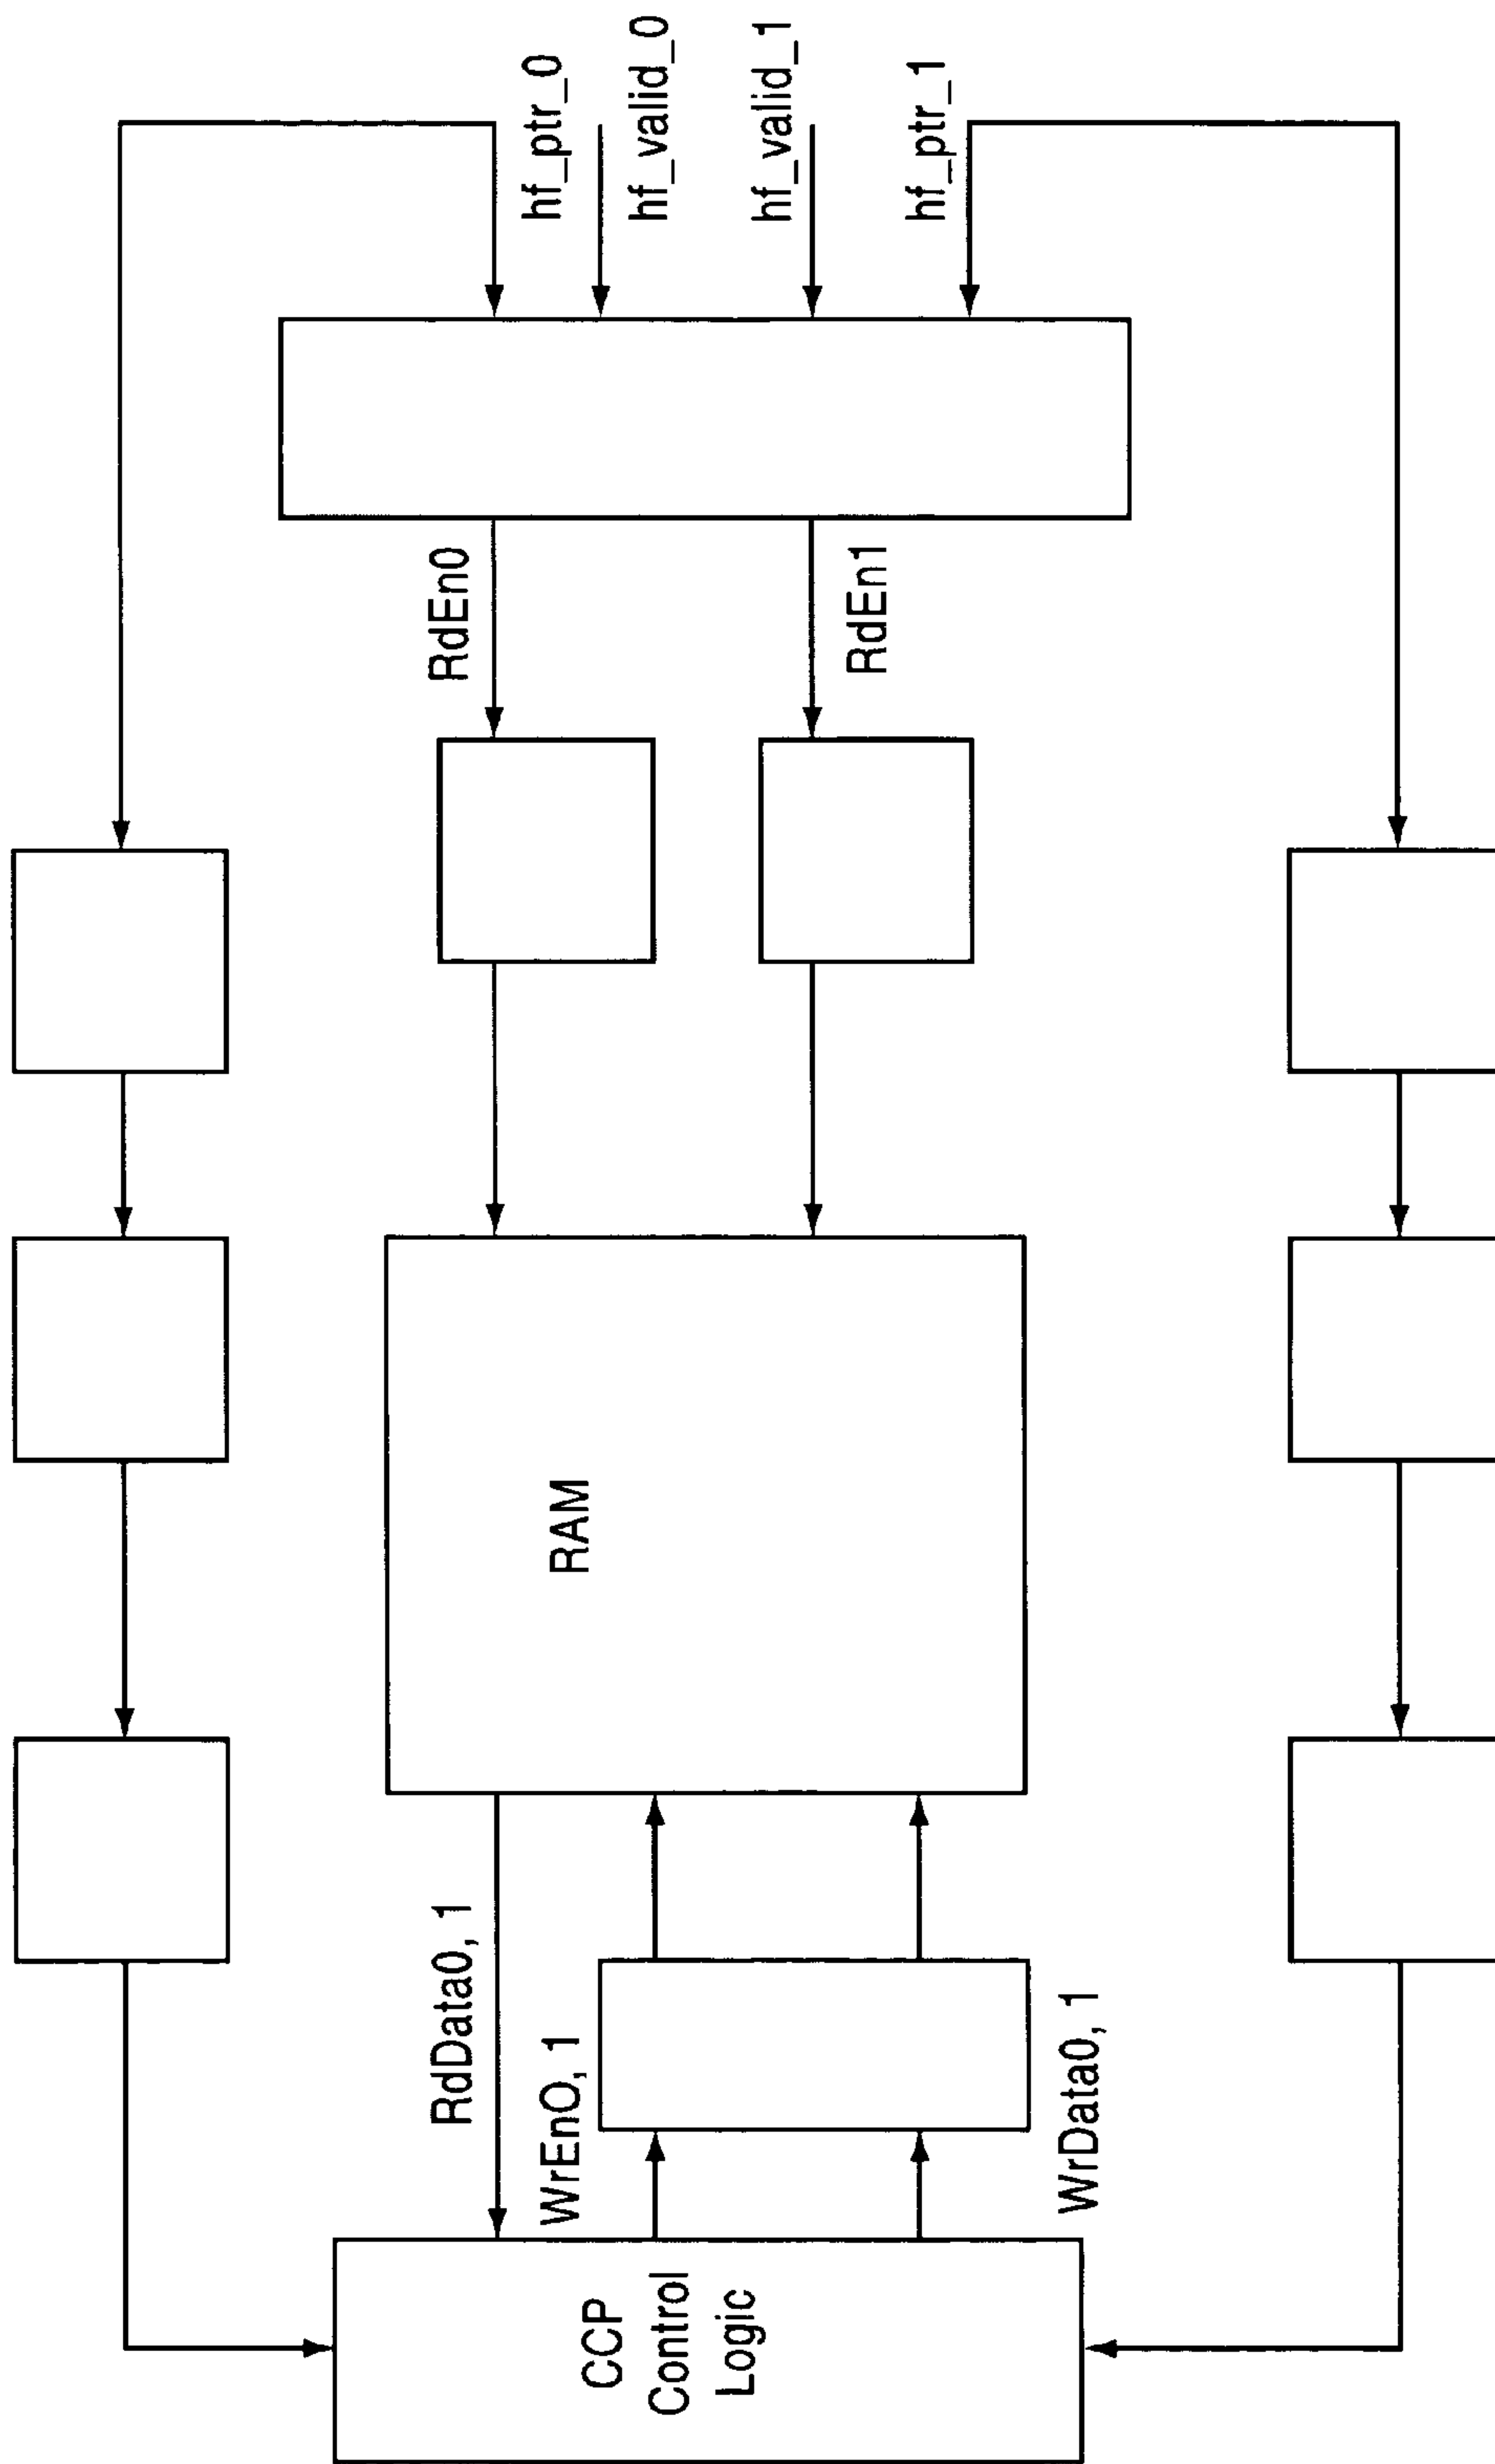 hf_ptr_0
hf_valid_0
hf_valid_1
hf_ptr_1
RdEn0
RdEn1
RAM
RdData0, 1
WrEnO, 1
WrData0, 1
CCP
Control
Logic